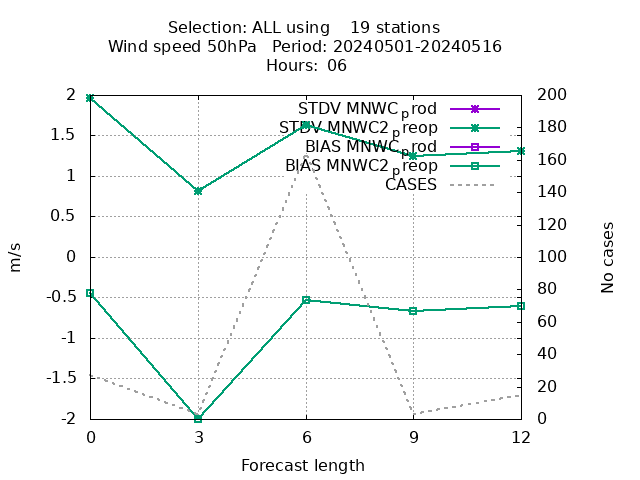 Selection: ALL using    19 stations
Wind speed 50hPa   Period: 20240501-20240516
Hours: 06
STDV MNWC_prod
STDV MNWC2_preop
BIAS MNWC_prod
BIAS MNWC2_preop
CASES
2
1.5
1
0.5
0
-0.5
-1
-1.5
-2
m/s
200
180
160
140
120
100
80
60
40
20
0
No cases
0 3 6 9 12
Forecast length